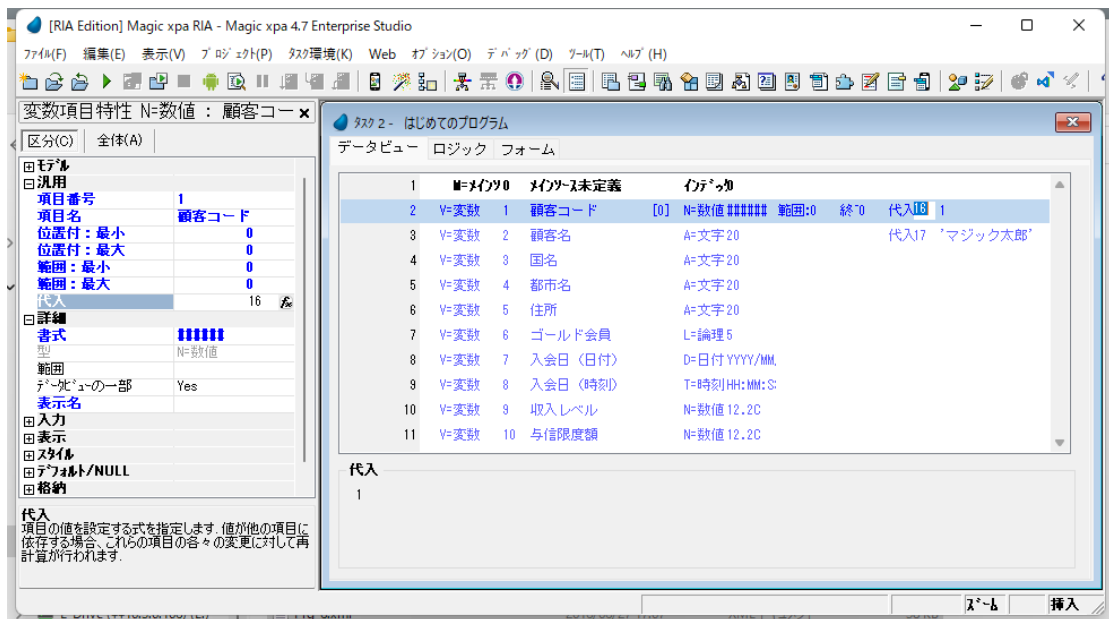 [RIA Edition] Magic xpa RIA - Magic xpa 4.7 Enterprise Studio
ﾌｧｲﾙ(F) 編集(E) 表示(V) ﾌﾟﾛｼﾞｪｸﾄ(P) ﾀｽｸ環境(K) Web ｵﾌﾟｼｮﾝ(O) ﾃﾞﾊﾞｯｸﾞ(D) ﾂｰﾙ(T) ﾍﾙﾌﾟ(H)
変数項目特性 N=数値 : 顧客コー
区分(C) 全体(A)
ﾓﾃﾞﾙ
汎用
項目番号 1
項目名 顧客コード
位置付：最小 0
位置付：最大 0
範囲：最小 0
範囲：最大 0
代入 16
詳細
書式 ######
型 N=数値
範囲
ﾃﾞｰﾀﾋﾞｭｰの一部 Yes
表示名
入力
表示
ｽﾀｲﾙ
ﾃﾞﾌｫﾙﾄ/NULL
格納
代入
項目の値を設定する式を指定します. 値が他の項目に
依存する場合、これらの項目の各々の変更に対して再
計算が行われます.
ﾀｽｸ 2 - はじめてのプログラム
データビュー ロジック フォーム
1 M=ﾒｲﾝｿ 0 ﾒｲﾝｿｰｽ未定義 ｲﾝﾃﾞｯｸ
2 V=変数 1 顧客コード [0] N=数値 ###### 範囲:0 終 0 代入16 1
3 V=変数 2 顧客名 A=文字 20 代入17 'マジック太郎'
4 V=変数 3 国名 A=文字 20
5 V=変数 4 都市名 A=文字 20
6 V=変数 5 住所 A=文字 20
7 V=変数 6 ゴールド会員 L=論理 5
8 V=変数 7 入会日（日付） D=日付 YYYY/MM,
9 V=変数 8 入会日（時刻） T=時刻 HH:MM:S
10 V=変数 9 収入レベル N=数値 12.2C
11 V=変数 10 与信限度額 N=数値 12.2C
代入
1
ｽﾞｰﾑ 挿入